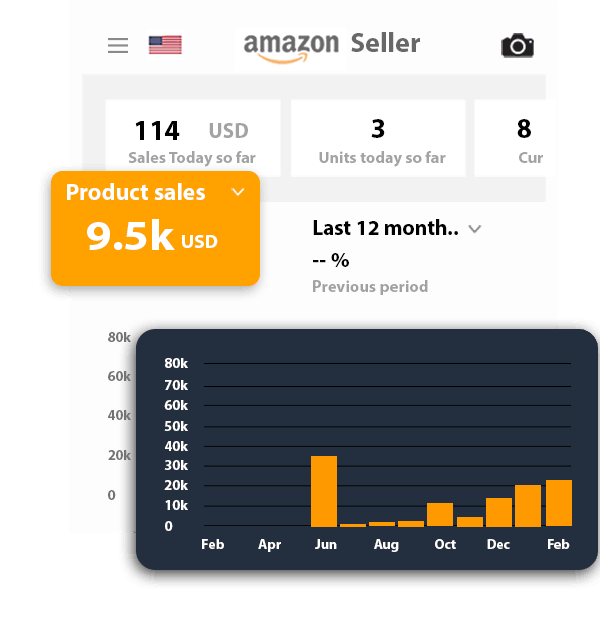 amazon Seller
114 USD
Sales Today so far
3
Units today so far
8
Cur
Product sales
9.5k USD
Last 12 month..
-- %
Previous period
80k
60k
40k
20k
0
80k
70k
60k
50k
40k
30k
20k
10k
0
Feb Apr Jun Aug Oct Dec Feb